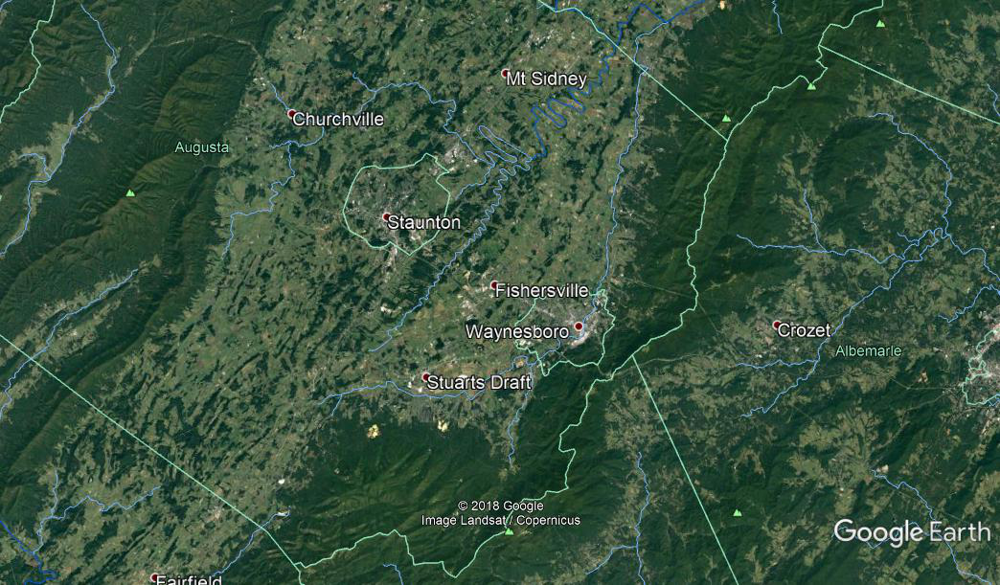 Mt Sidney
Churchville
Augusta
Staunton
Fishersville
Waynesboro
Crozet
Albemarle
Stuarts Draft
© 2018 Google
Image Landsat / Copernicus
Google Earth
Fairfield